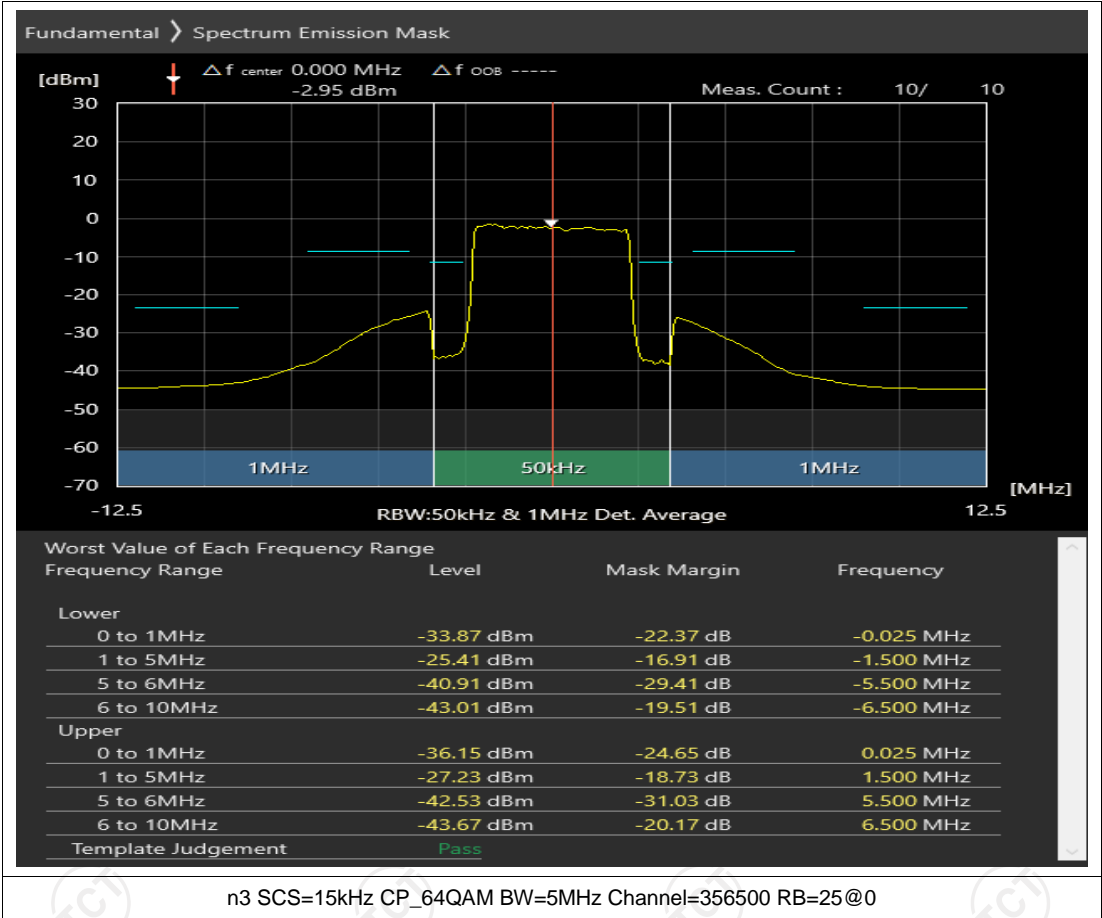 Fundamental ❯ Spectrum Emission Mask
[dBm] △f center 0.000 MHz △f OOB -----
-2.95 dBm Meas. Count : 10/ 10
30
20
10
0
-10
-20
-30
-40
-50
-60
1MHz 50kHz 1MHz
-70
[MHz]
-12.5 RBW:50kHz & 1MHz Det. Average 12.5
Worst Value of Each Frequency Range
Frequency Range Level Mask Margin Frequency
Lower
0 to 1MHz -33.87 dBm -22.37 dB -0.025 MHz
1 to 5MHz -25.41 dBm -16.91 dB -1.500 MHz
5 to 6MHz -40.91 dBm -29.41 dB -5.500 MHz
6 to 10MHz -43.01 dBm -19.51 dB -6.500 MHz
Upper
0 to 1MHz -36.15 dBm -24.65 dB 0.025 MHz
1 to 5MHz -27.23 dBm -18.73 dB 1.500 MHz
5 to 6MHz -42.53 dBm -31.03 dB 5.500 MHz
6 to 10MHz -43.67 dBm -20.17 dB 6.500 MHz
Template Judgement Pass
n3 SCS=15kHz CP_64QAM BW=5MHz Channel=356500 RB=25@0
TCT TCT TCT TCT